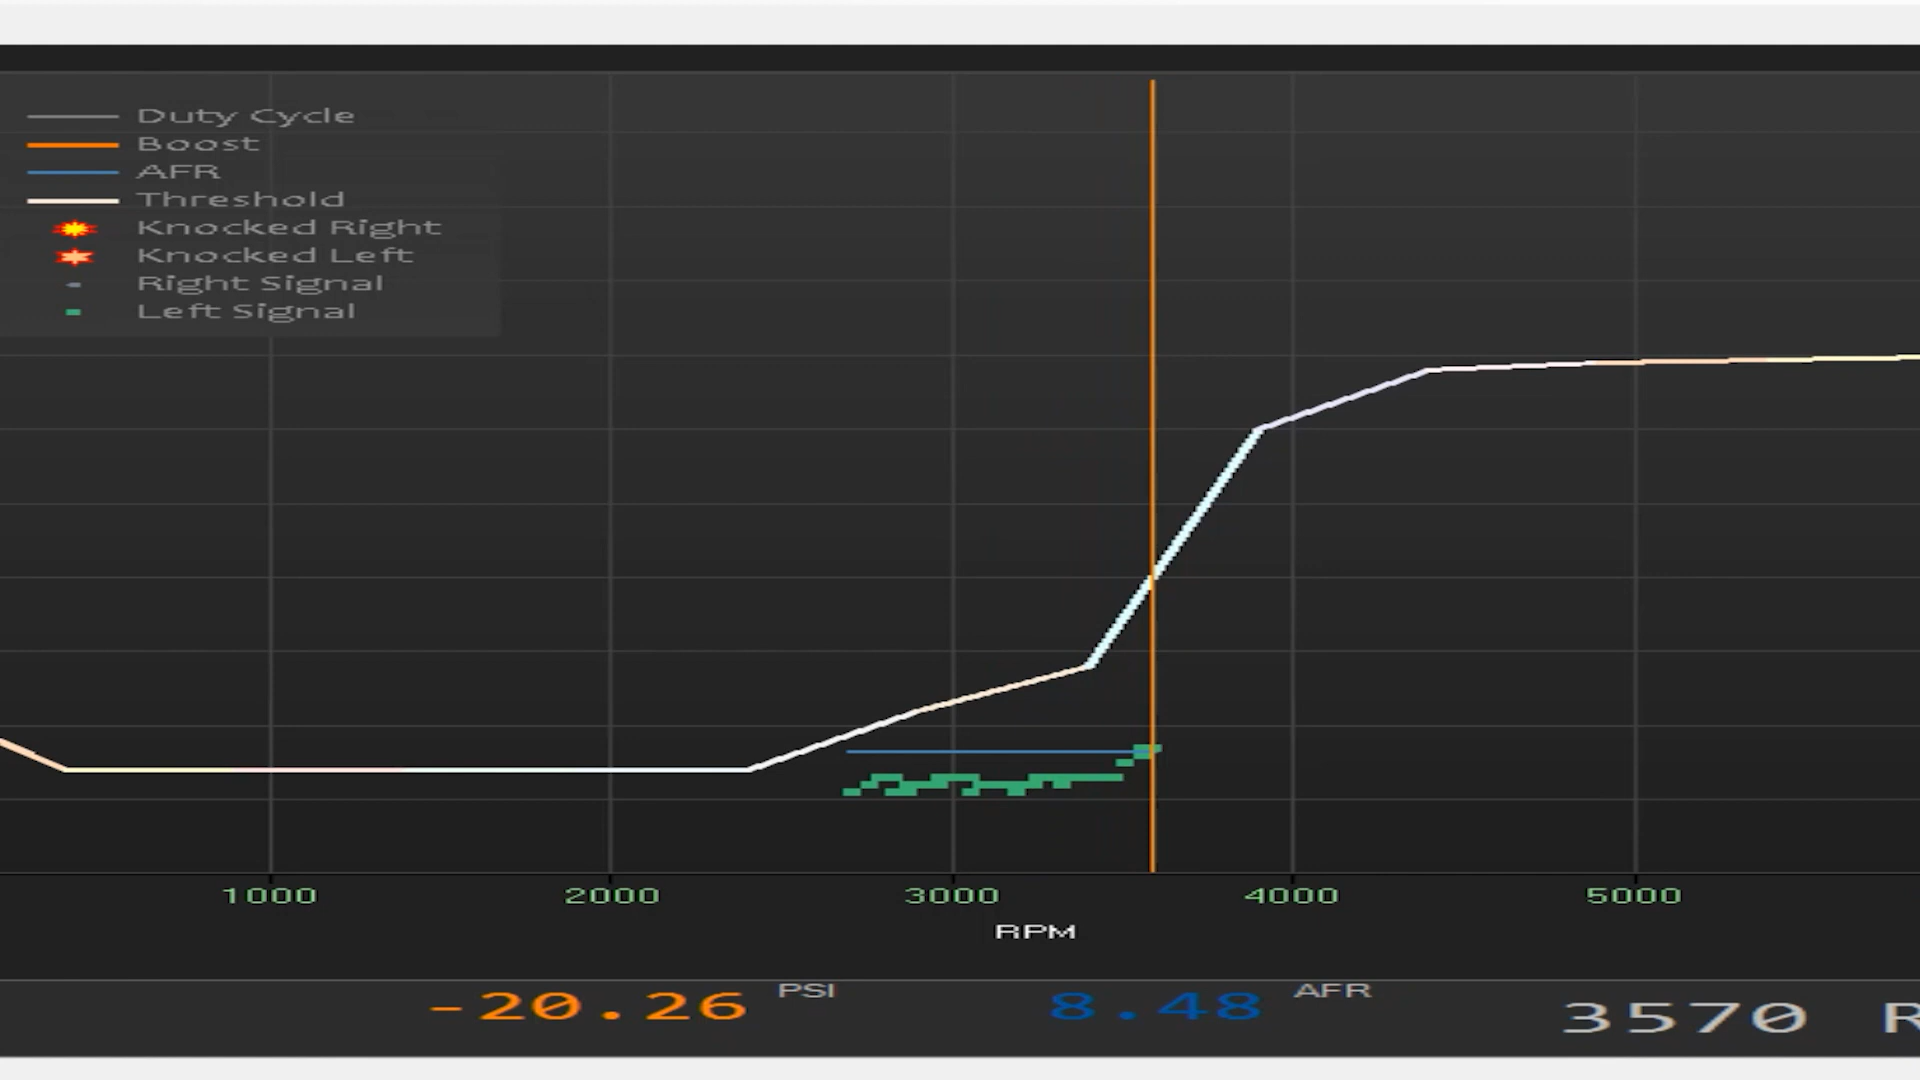 Duty Cycle
Boost
AFR
Threshold
Knocked Right
Knocked Left
Right Signal
Left Signal
1000 2000 3000 4000 5000
RPM
-20.26 PSI 8.48 AFR 3570 R